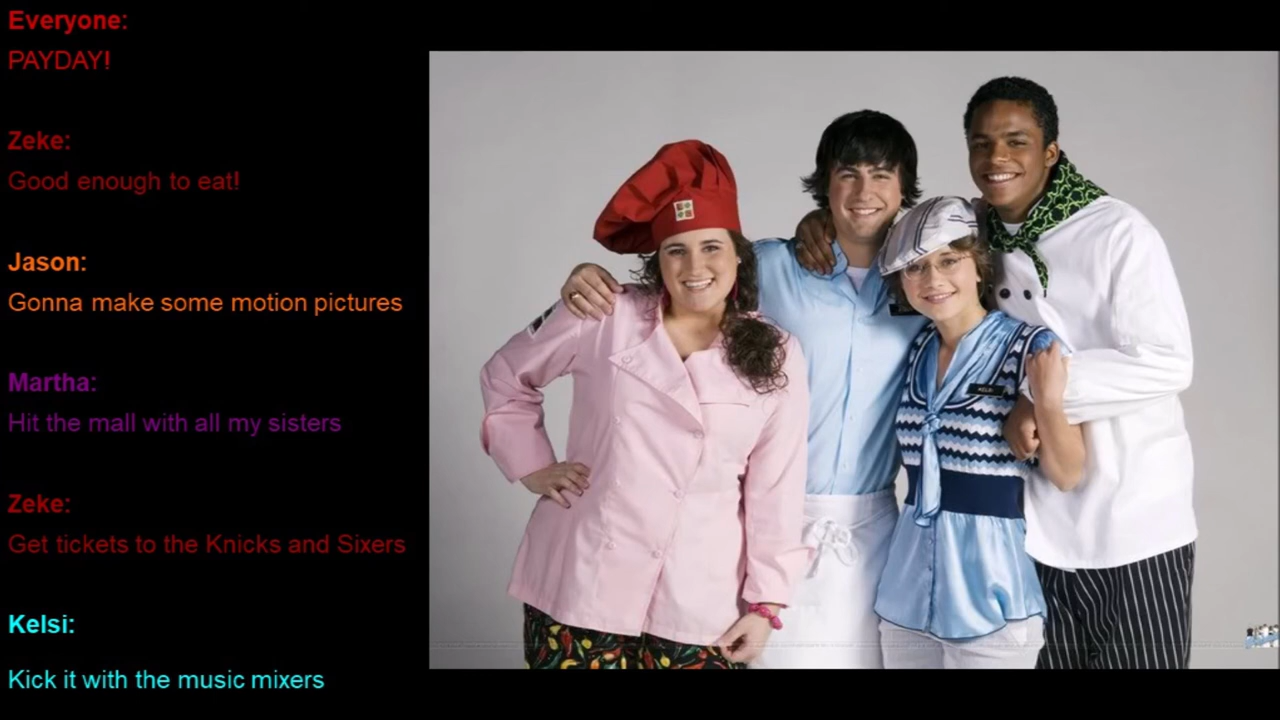 Everyone:
PAYDAY!
Zeke:
Good enough to eat!
Jason:
Gonna make some motion pictures
Martha:
Hit the mall with all my sisters
Zeke:
Get tickets to the Knicks and Sixers
Kelsi:
Kick it with the music mixers
KELSI